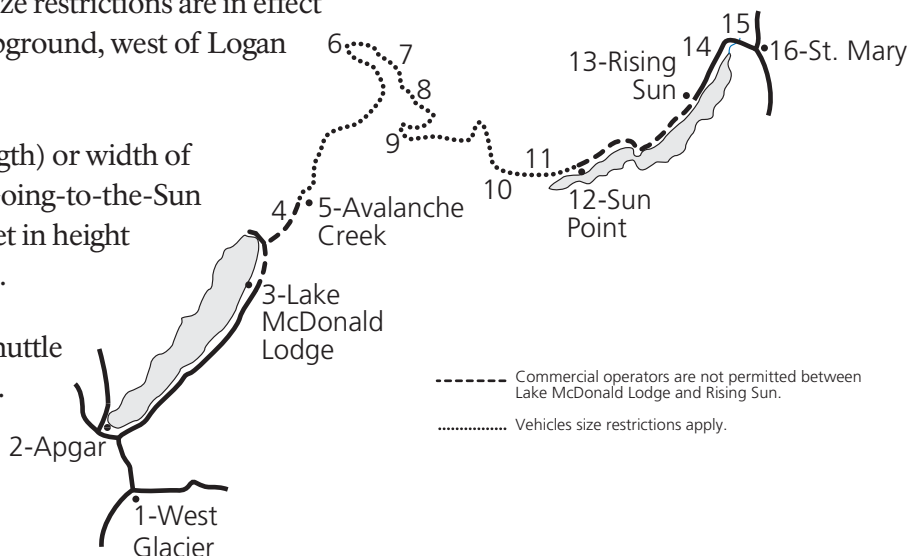 ze restrictions are in effect
pground, west of Logan
gth) or width of
oing-to-the-Sun
et in height
.
huttle
.
6
7
8
9
10
11
12-Sun
Point
13-Rising
Sun
14
15
16-St. Mary
4
5-Avalanche
Creek
3-Lake
McDonald
Lodge
2-Apgar
1-West
Glacier
Commercial operators are not permitted between
Lake McDonald Lodge and Rising Sun.
Vehicles size restrictions apply.